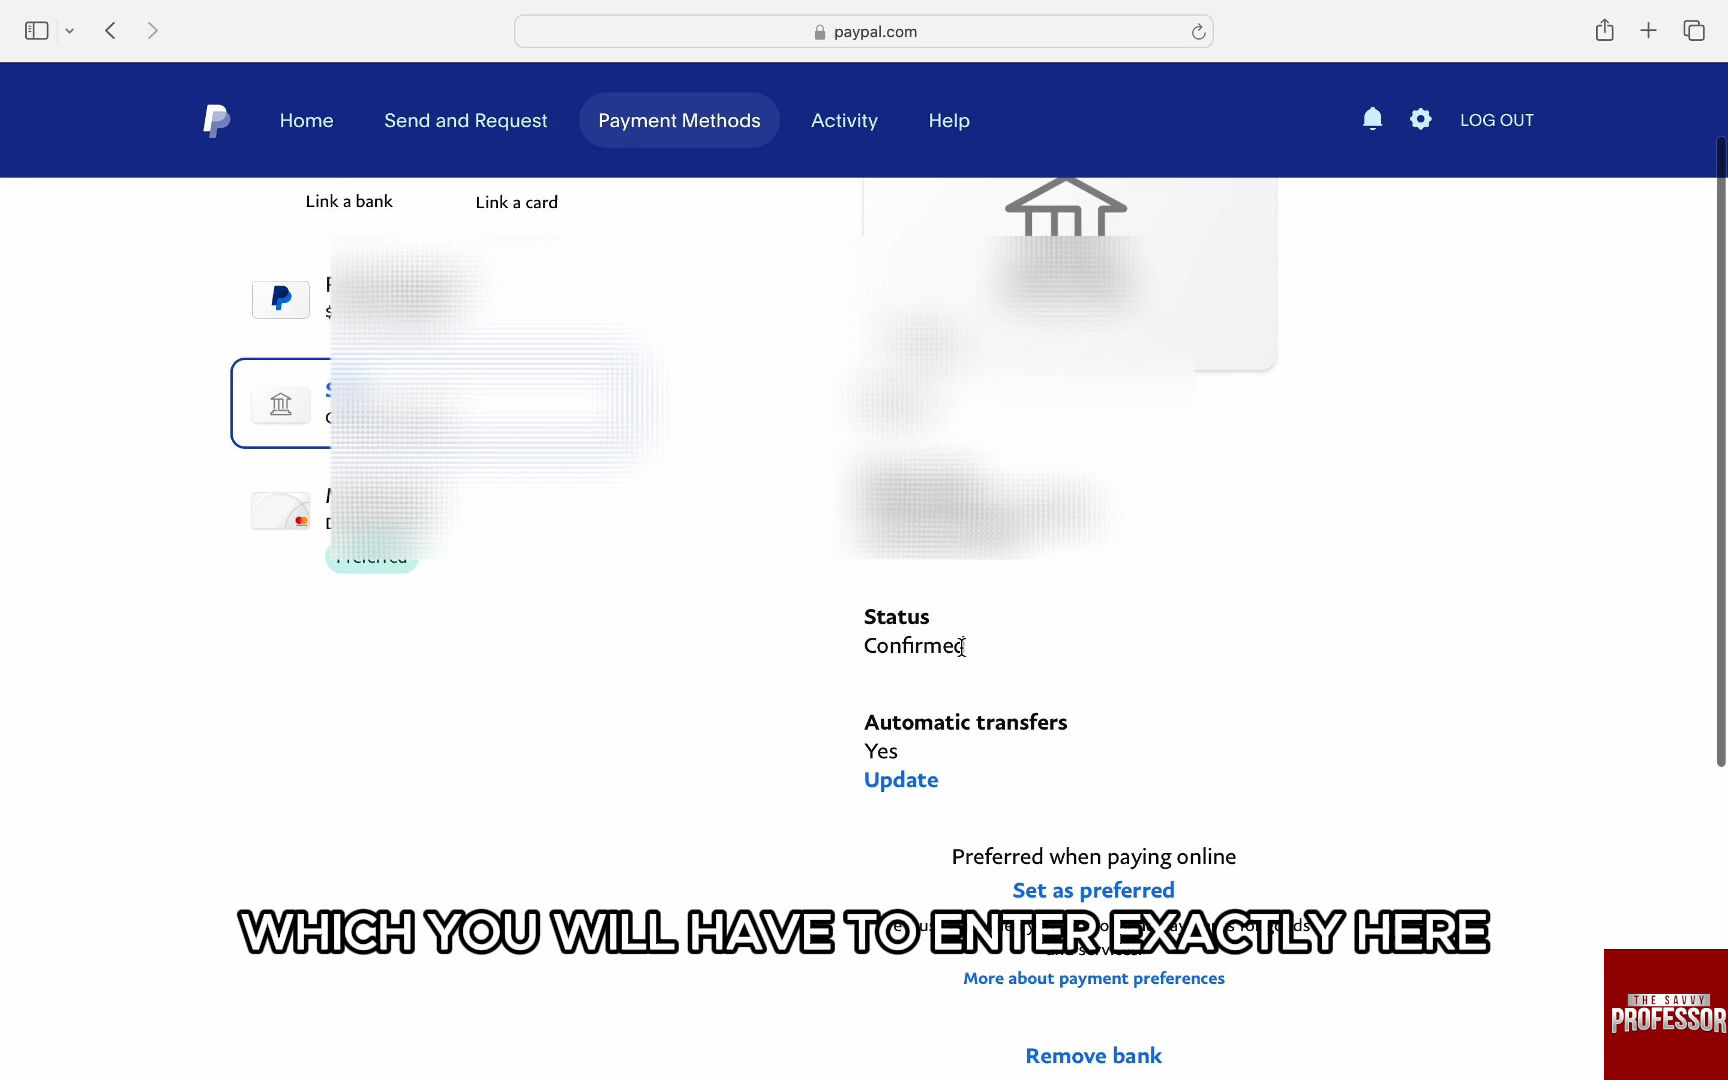 paypal.com
Home
Send and Request
Payment Methods
Activity
Help
LOG OUT
Link a bank
Link a card
Preferred
Status
Confirmed
Automatic transfers
Yes
Update
Preferred when paying online
Set as preferred
WHICH YOU WILL HAVE TO ENTER EXACTLY HERE
More about payment preferences
Remove bank
THE SAVVY
PROFESSOR